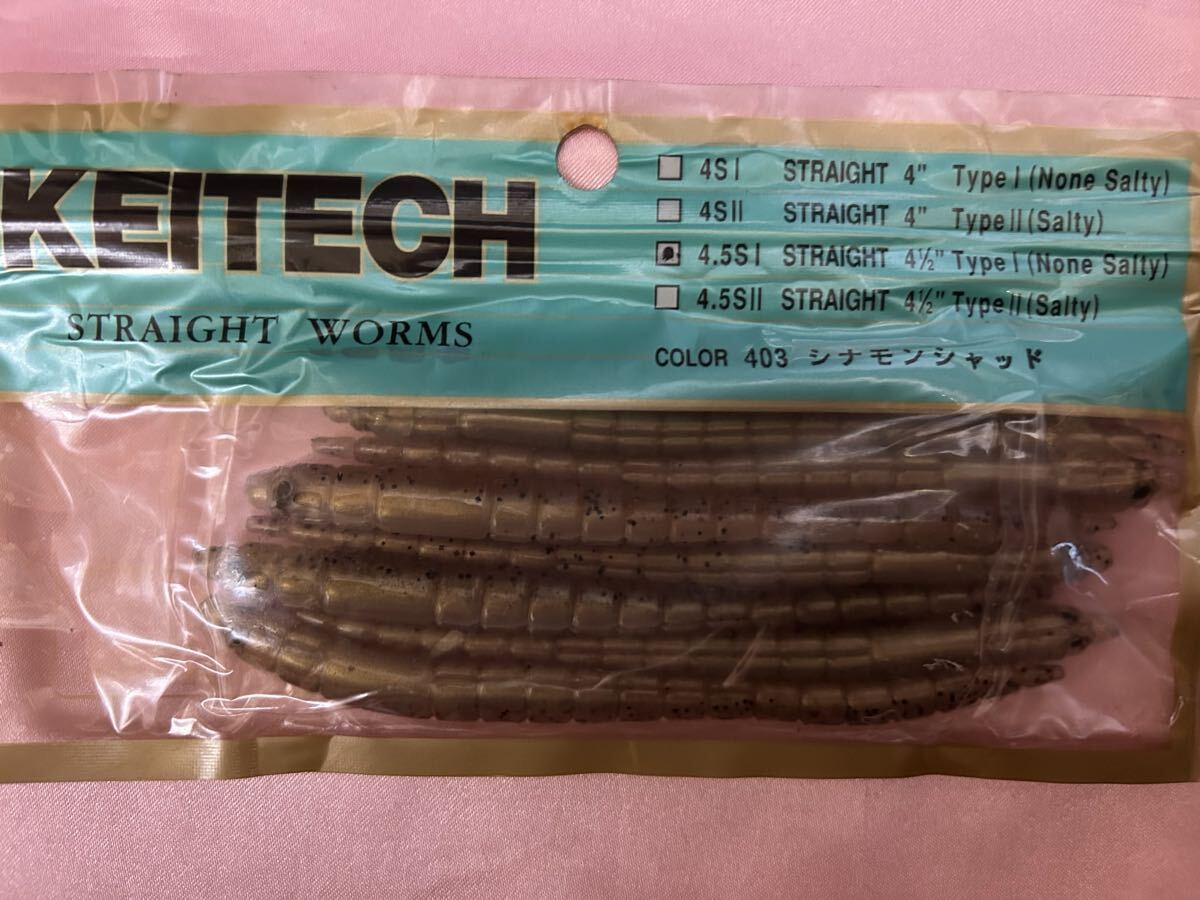 KEITECH
STRAIGHT WORMS
4S I STRAIGHT 4" Type I (None Salty)
4S II STRAIGHT 4" Type II (Salty)
4.5S I STRAIGHT 4½" Type I (None Salty)
4.5S II STRAIGHT 4½" Type II (Salty)
COLOR 403 シナモンシャッド